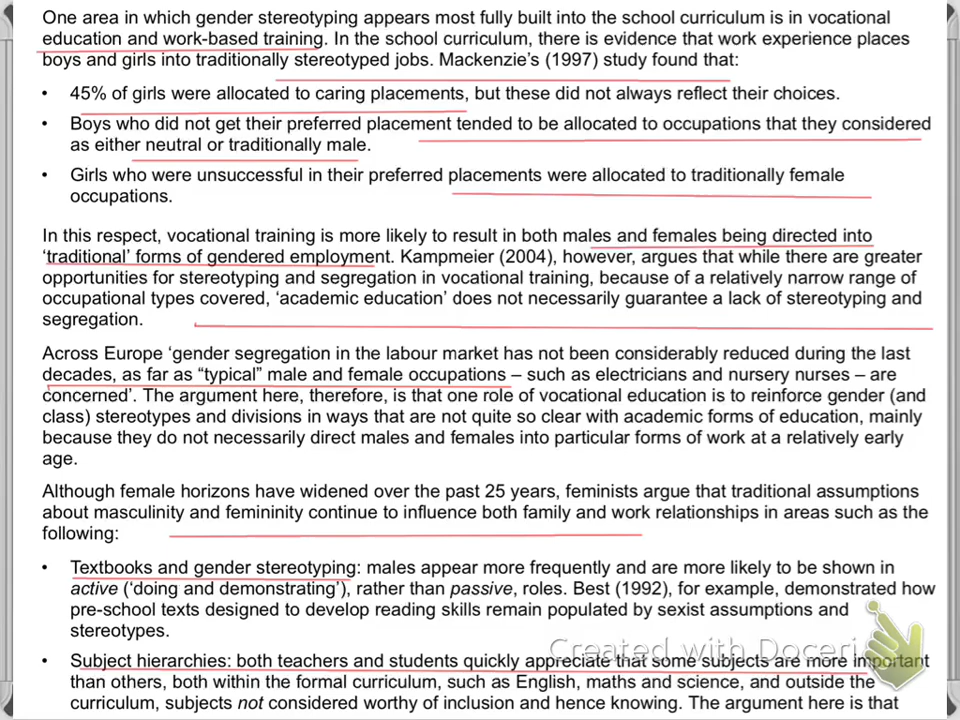 One area in which gender stereotyping appears most fully built into the school curriculum is in vocational
education and work-based training. In the school curriculum, there is evidence that work experience places
boys and girls into traditionally stereotyped jobs. Mackenzie's (1997) study found that:
• 45% of girls were allocated to caring placements, but these did not always reflect their choices.
• Boys who did not get their preferred placement tended to be allocated to occupations that they considered
as either neutral or traditionally male.
• Girls who were unsuccessful in their preferred placements were allocated to traditionally female
occupations.
In this respect, vocational training is more likely to result in both males and females being directed into
'traditional' forms of gendered employment. Kampmeier (2004), however, argues that while there are greater
opportunities for stereotyping and segregation in vocational training, because of a relatively narrow range of
occupational types covered, 'academic education' does not necessarily guarantee a lack of stereotyping and
segregation.
Across Europe 'gender segregation in the labour market has not been considerably reduced during the last
decades, as far as "typical" male and female occupations – such as electricians and nursery nurses – are
concerned'. The argument here, therefore, is that one role of vocational education is to reinforce gender (and
class) stereotypes and divisions in ways that are not quite so clear with academic forms of education, mainly
because they do not necessarily direct males and females into particular forms of work at a relatively early
age.
Although female horizons have widened over the past 25 years, feminists argue that traditional assumptions
about masculinity and femininity continue to influence both family and work relationships in areas such as the
following:
• Textbooks and gender stereotyping: males appear more frequently and are more likely to be shown in
active ('doing and demonstrating'), rather than passive, roles. Best (1992), for example, demonstrated how
pre-school texts designed to develop reading skills remain populated by sexist assumptions and
stereotypes.
Created with Doceri
• Subject hierarchies: both teachers and students quickly appreciate that some subjects are more important
than others, both within the formal curriculum, such as English, maths and science, and outside the
curriculum, subjects not considered worthy of inclusion and hence knowing. The argument here is that